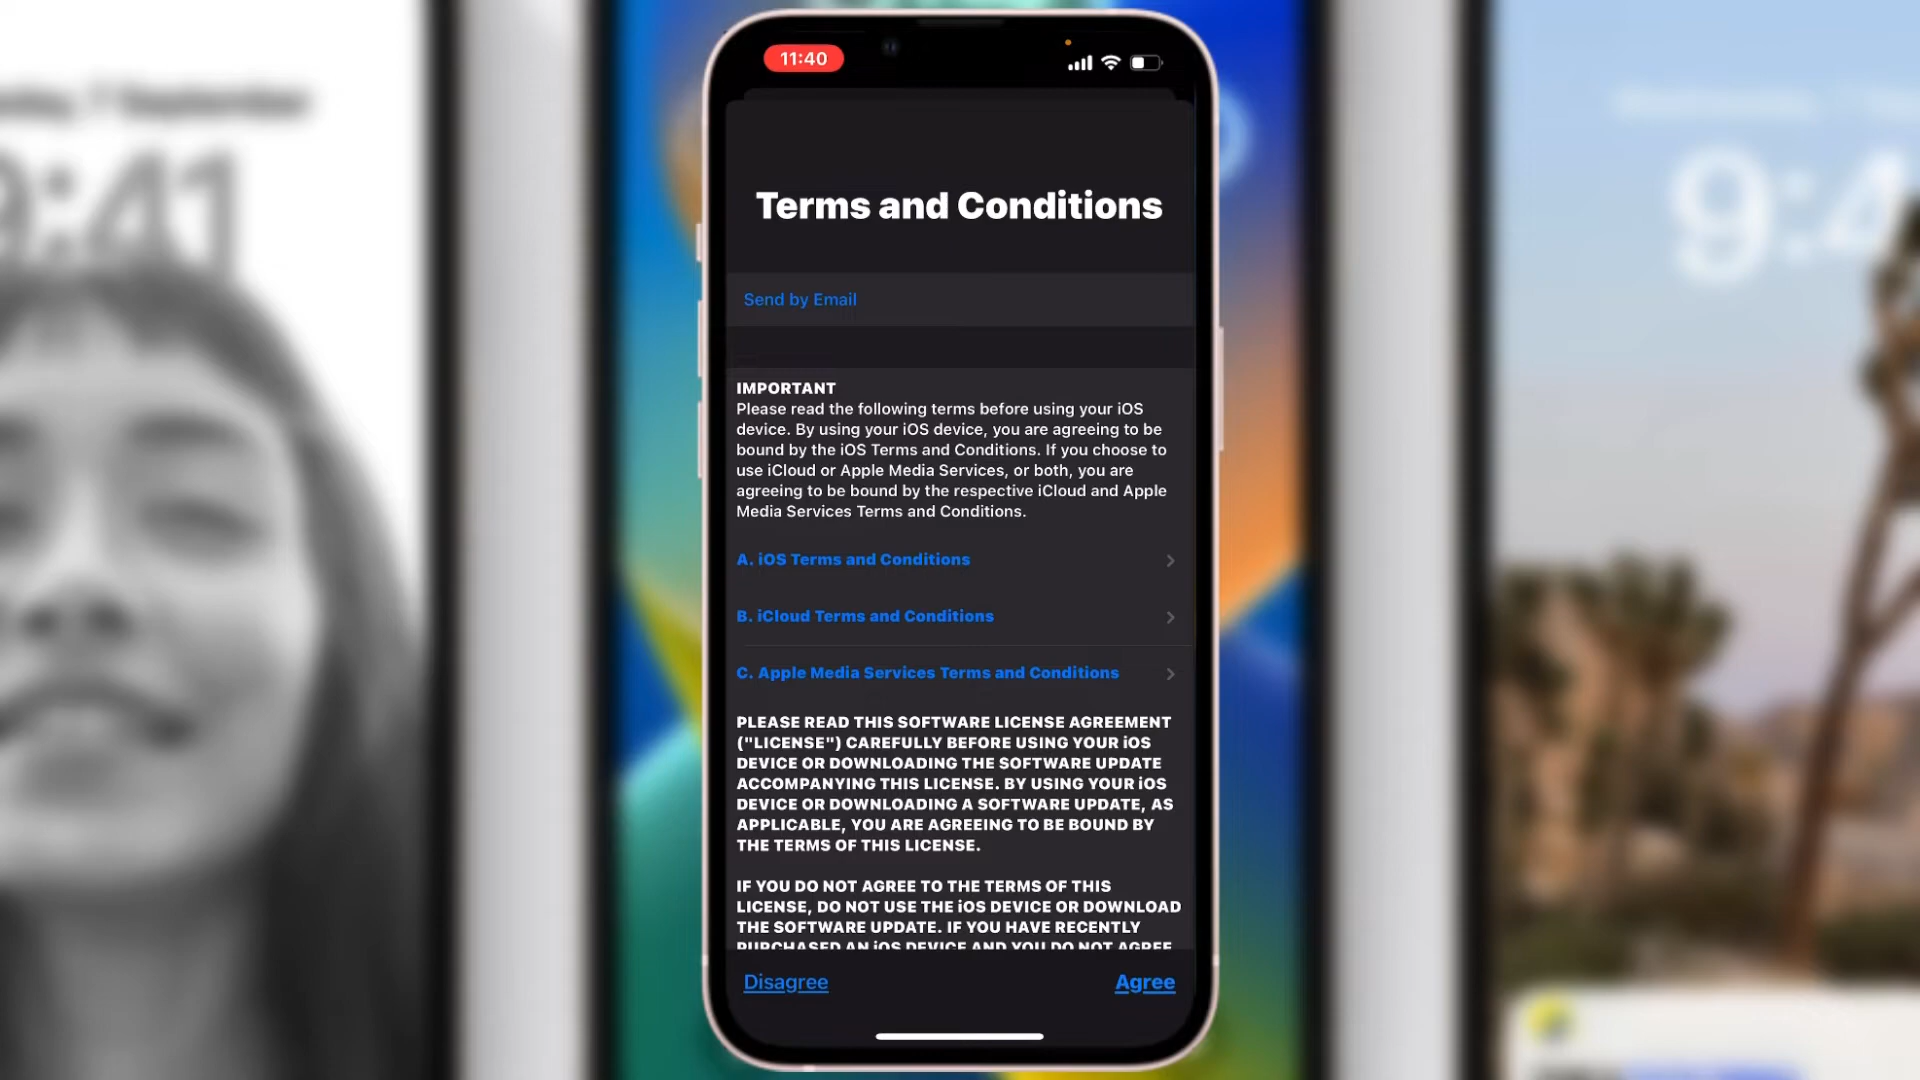 September
9:41
11:40
Terms and Conditions
Send by Email
IMPORTANT
Please read the following terms before using your iOS
device. By using your iOS device, you are agreeing to be
bound by the iOS Terms and Conditions. If you choose to
use iCloud or Apple Media Services, or both, you are
agreeing to be bound by the respective iCloud and Apple
Media Services Terms and Conditions.
A. iOS Terms and Conditions
B. iCloud Terms and Conditions
C. Apple Media Services Terms and Conditions
PLEASE READ THIS SOFTWARE LICENSE AGREEMENT
("LICENSE") CAREFULLY BEFORE USING YOUR iOS
DEVICE OR DOWNLOADING THE SOFTWARE UPDATE
ACCOMPANYING THIS LICENSE. BY USING YOUR iOS
DEVICE OR DOWNLOADING A SOFTWARE UPDATE, AS
APPLICABLE, YOU ARE AGREEING TO BE BOUND BY
THE TERMS OF THIS LICENSE.
IF YOU DO NOT AGREE TO THE TERMS OF THIS
LICENSE, DO NOT USE THE iOS DEVICE OR DOWNLOAD
THE SOFTWARE UPDATE. IF YOU HAVE RECENTLY
PURCHASED AN iOS DEVICE AND YOU DO NOT AGREE
Disagree
Agree
9:4